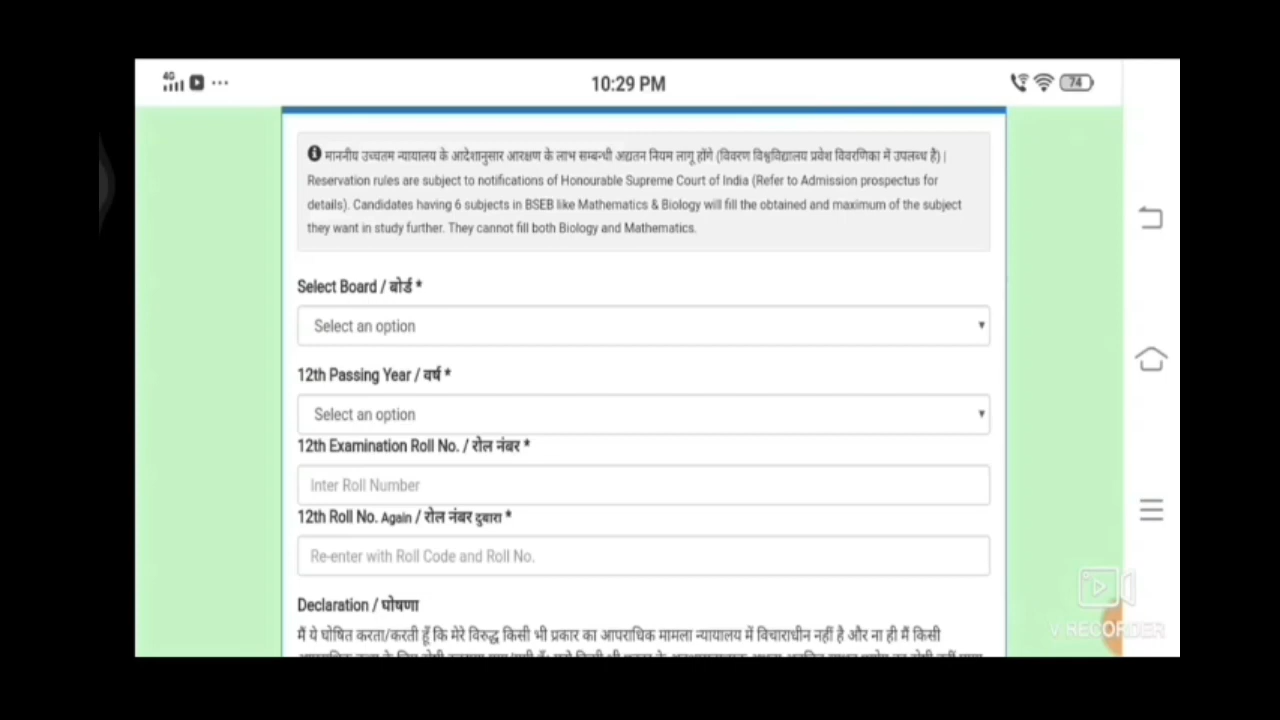 4G ...
10:29 PM
74
माननीय उच्चतम न्यायालय के आदेशानुसार आरक्षण के लाभ सम्बन्धी अद्यतन नियम लागू होंगे (विवरण विश्वविद्यालय प्रवेश विवरणिका में उपलब्ध है) |
Reservation rules are subject to notifications of Honourable Supreme Court of India (Refer to Admission prospectus for
details). Candidates having 6 subjects in BSEB like Mathematics & Biology will fill the obtained and maximum of the subject
they want in study further. They cannot fill both Biology and Mathematics.
Select Board / बोर्ड *
Select an option
12th Passing Year / वर्ष *
Select an option
12th Examination Roll No. / रोल नंबर *
Inter Roll Number
12th Roll No. Again / रोल नंबर दुबारा *
Re-enter with Roll Code and Roll No.
Declaration / घोषणा
मैं ये घोषित करता/करती हूँ कि मेरे विरुद्ध किसी भी प्रकार का आपराधिक मामला न्यायालय में विचाराधीन नहीं है और ना ही मैं किसी
V RECORDER